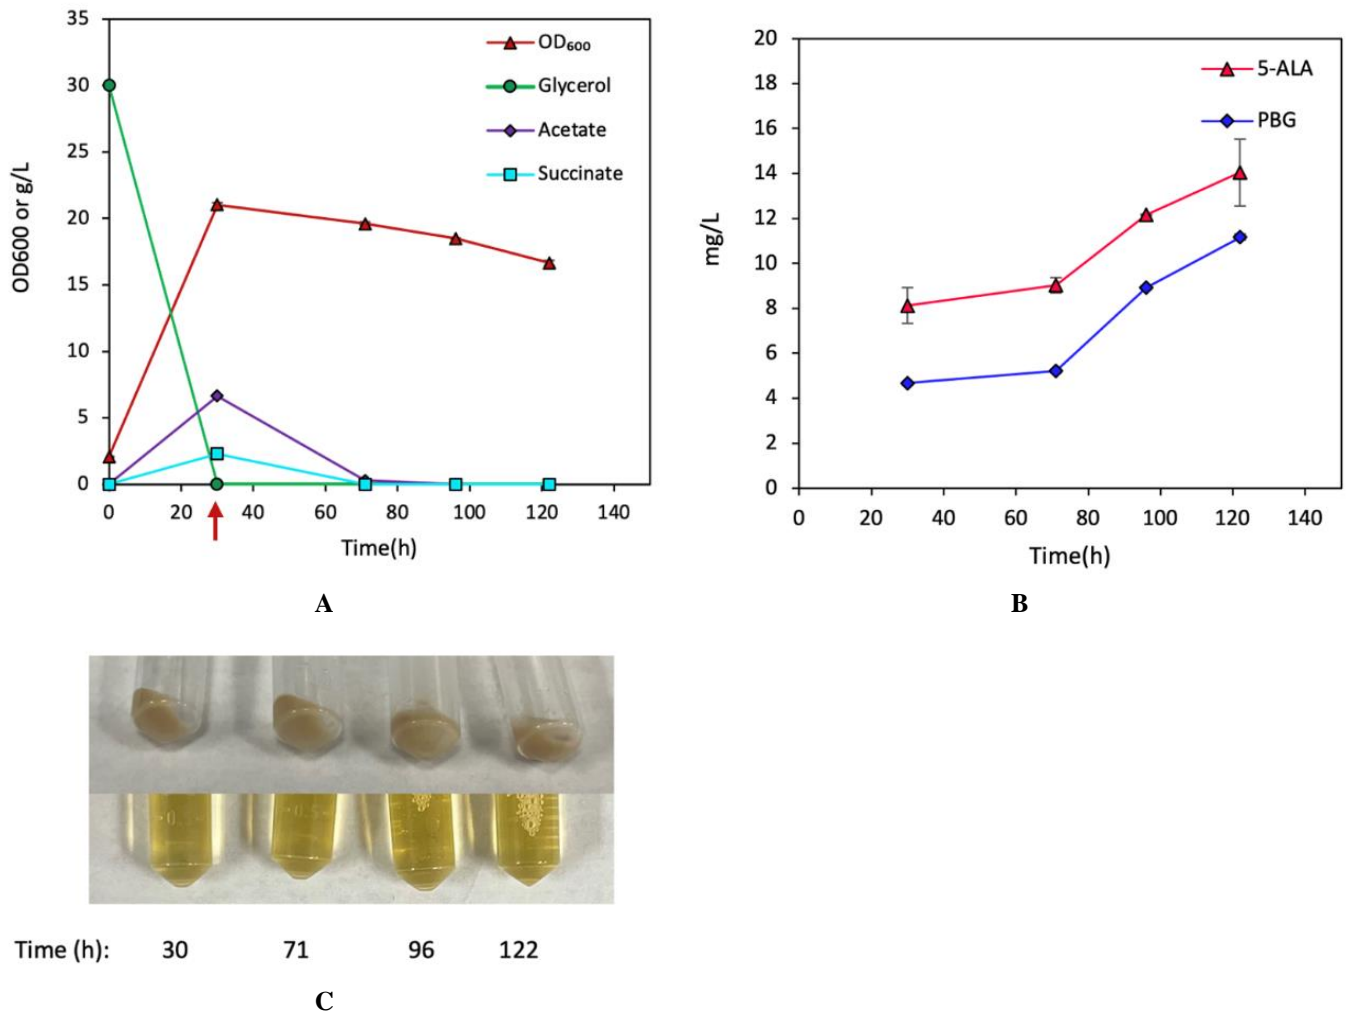 35
30
25
20
15
10
5
0
OD600 or g/L
OD₆₀₀
Glycerol
Acetate
Succinate
0 20 40 60 80 100 120 140
Time(h)
A
20
18
16
14
12
10
8
6
4
2
0
mg/L
5-ALA
PBG
0 20 40 60 80 100 120 140
Time(h)
B
Time (h): 30 71 96 122
C